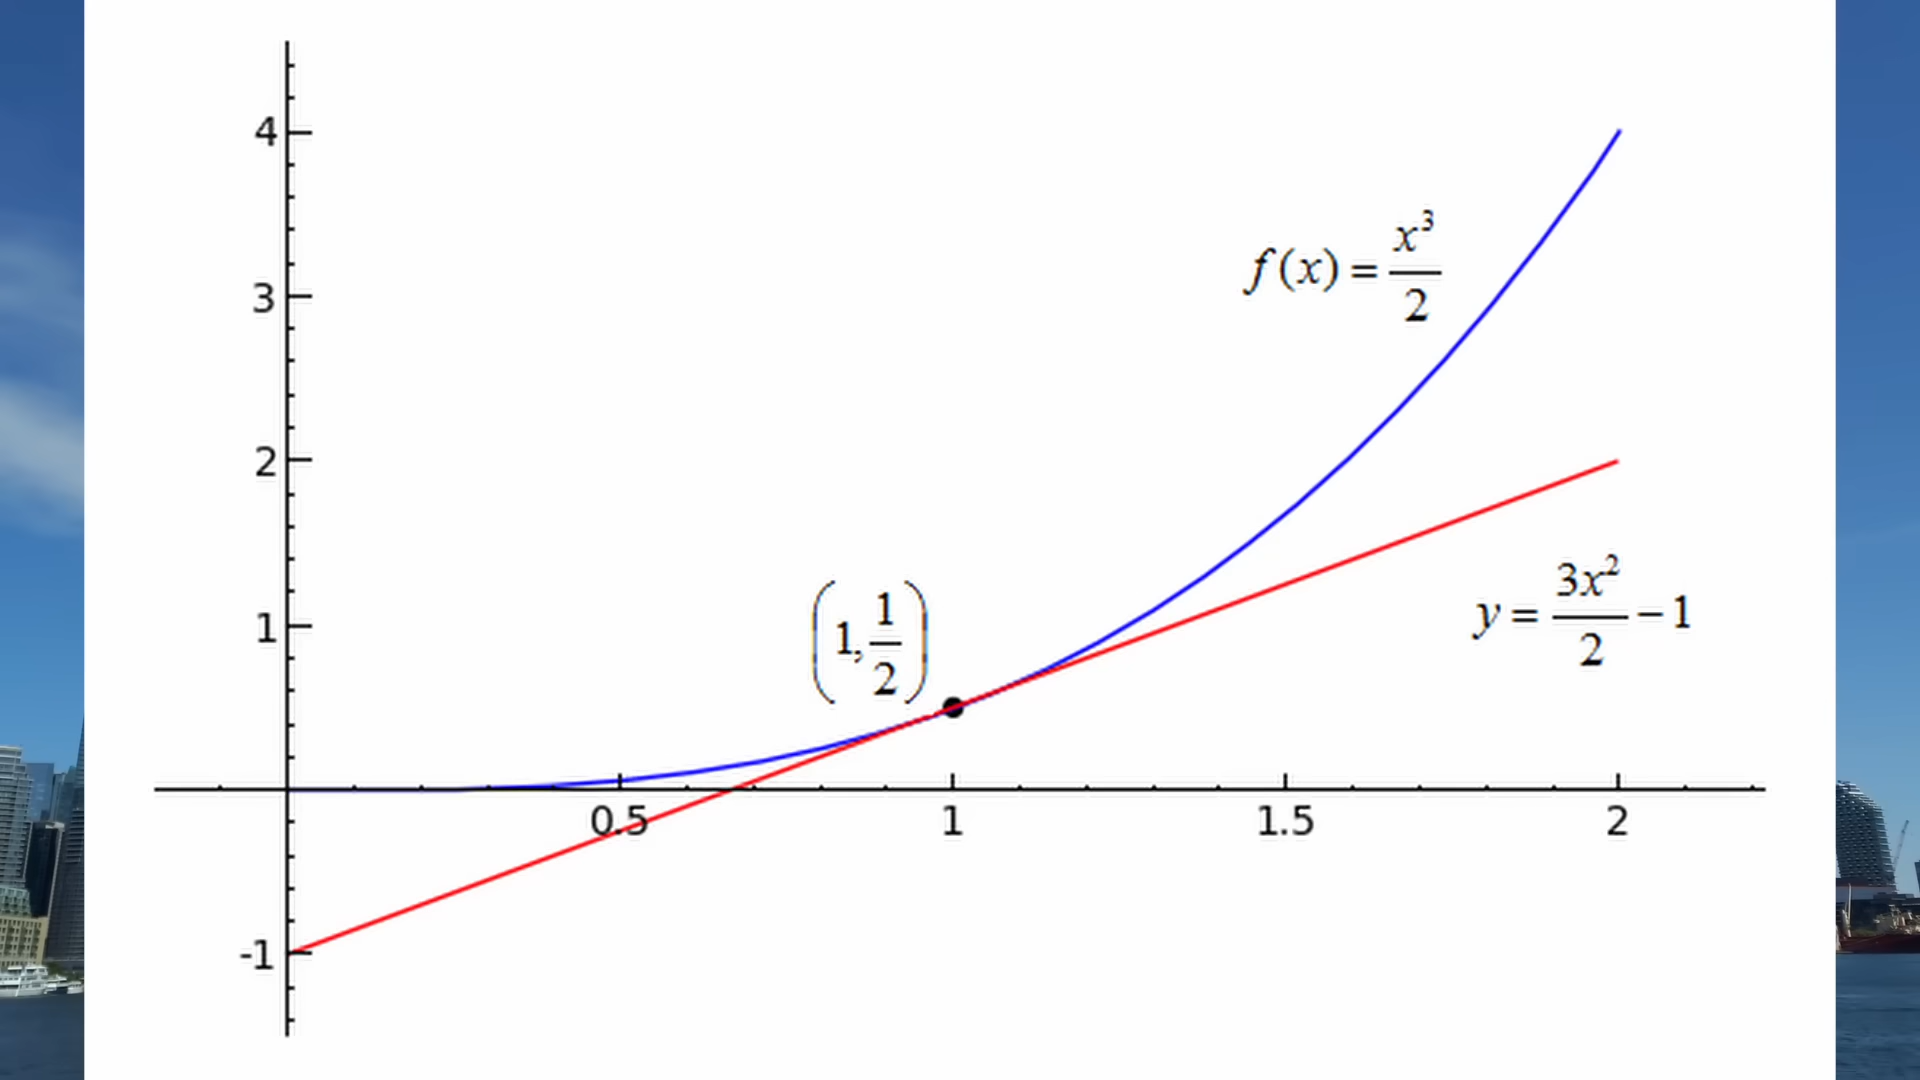 4
f(x) = x³/2
3
2
y = 3x²/2 − 1
(1, 1/2)
1
0.5 1 1.5 2
-1